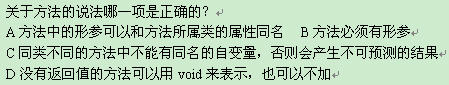 关于方法的说法哪一项是正确的？
A 方法中的形参可以和方法所属类的属性同名 B 方法必须有形参
C 同类不同的方法中不能有同名的自变量，否则会产生不可预测的结果
D 没有返回值的方法可以用 void 来表示，也可以不加